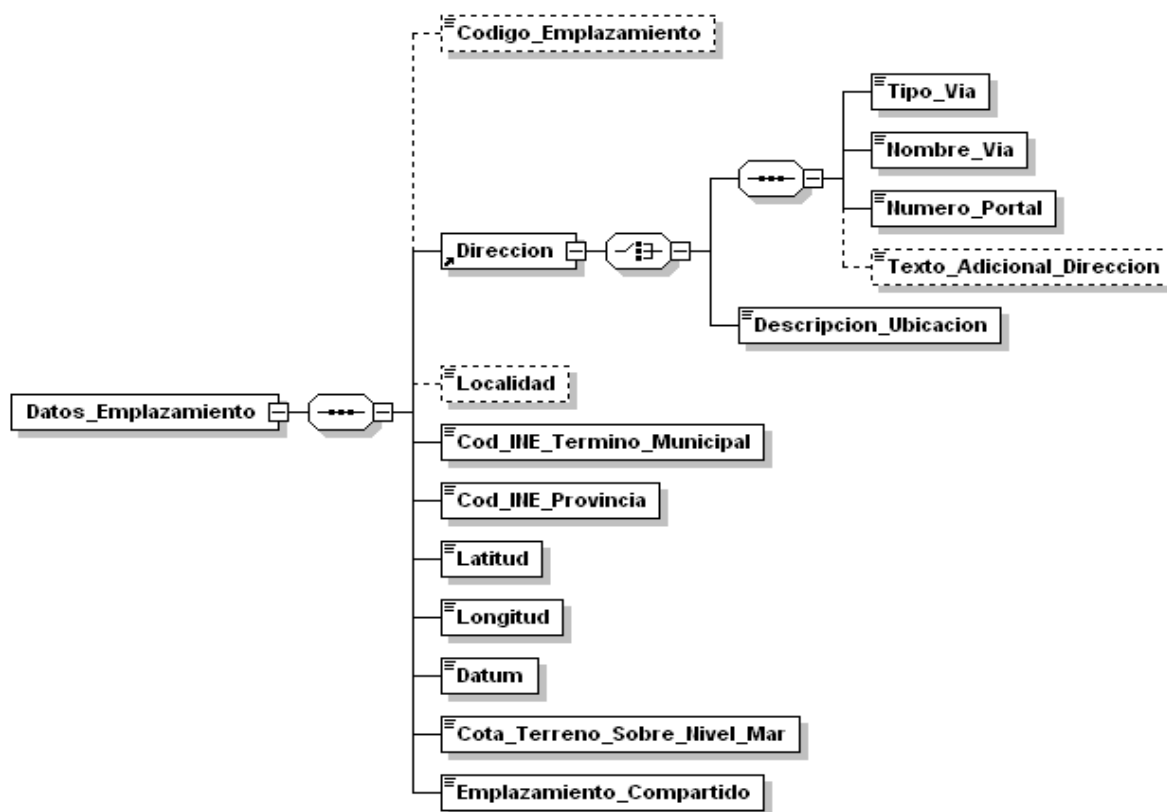 Codigo_Emplazamiento
Tipo_Via
Nombre_Via
Numero_Portal
Direccion
Texto_Adicional_Direccion
Descripcion_Ubicacion
Localidad
Datos_Emplazamiento
Cod_INE_Termino_Municipal
Cod_INE_Provincia
Latitud
Longitud
Datum
Cota_Terreno_Sobre_Nivel_Mar
Emplazamiento_Compartido